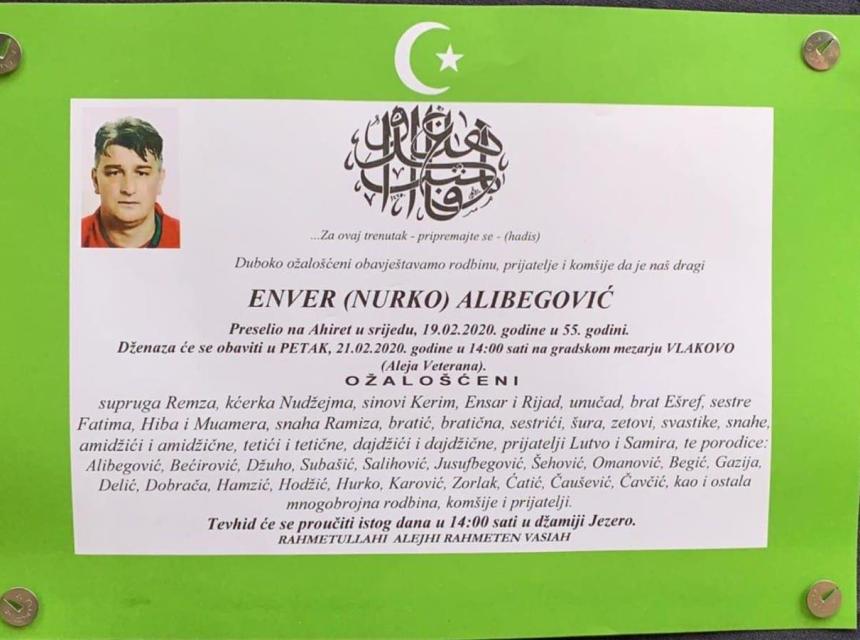 ...Za ovaj trenutak - pripremajte se - (hadis)
Duboko ožalošćeni obavještavamo rodbinu, prijatelje i komšije da je naš dragi
ENVER (NURKO) ALIBEGOVIĆ
Preselio na Ahiret u srijedu, 19.02.2020. godine u 55. godini.
Dženaza će se obaviti u PETAK, 21.02.2020. godine u 14:00 sati na gradskom mezarju VLAKOVO
(Aleja Veterana).
OŽALOŠĆENI
supruga Remza, kćerka Nudžejma, sinovi Kerim, Ensar i Rijad, unučad, brat Ešref, sestre
Fatima, Hiba i Muamera, snaha Ramiza, bratić, bratična, sestrići, šura, zetovi, svastike, snahe,
amidžići i amidžične, tetići i tetične, dajdžići i dajdžične, prijatelji Lutvo i Samira, te porodice:
Alibegović, Bećirović, Džuho, Subašić, Salihović, Jusufbegović, Šehović, Omanović, Begić, Gazija,
Delić, Dobrača, Hamzić, Hodžić, Hurko, Karović, Zorlak, Ćatić, Čaušević, Čavčić, kao i ostala
mnogobrojna rodbina, komšije i prijatelji.
Tevhid će se proučiti istog dana u 14:00 sati u džamiji Jezero.
RAHMETULLAHI ALEJHI RAHMETEN VASIAH